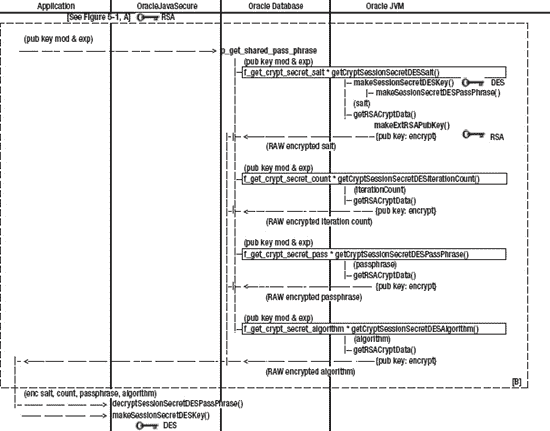 Application OracleJavaSecure Oracle Database Oracle JVM
[See Figure 6-1, A] RSA
(pub key mod & exp)
p_get_shared_pass_phrase
(pub key mod & exp)
f_get_crypt_secret_salt * getCryptSessionSecretDESSalt()
makeSessionSecretDESKey() DES
makeSessionSecretDESPassPhrase()
(salt)
getRSACryptData()
makeExtRSAPubKey()
{pub key: encrypt} RSA
(RAW encrypted salt)
(pub key mod & exp)
f_get_crypt_secret_count * getCryptSessionSecretDESIterationCount()
(IterationCount)
getRSACryptData()
{pub key: encrypt}
(RAW encrypted iteration count)
(pub key mod & exp)
f_get_crypt_secret_pass * getCryptSessionSecretDESPassPhrase()
(passphrase)
getRSACryptData()
{pub key: encrypt}
(RAW encrypted passphrase)
(pub key mod & exp)
f_get_crypt_secret_algorithm * getCryptSessionSecretDESAlgorithm()
(algorithm)
getRSACryptData()
{pub key: encrypt}
(RAW encrypted algorithm)
[B]
(enc salt, count, passphrase, algorithm)
decryptSessionSecretDESPassPhrase()
makeSessionSecretDESKey()
DES